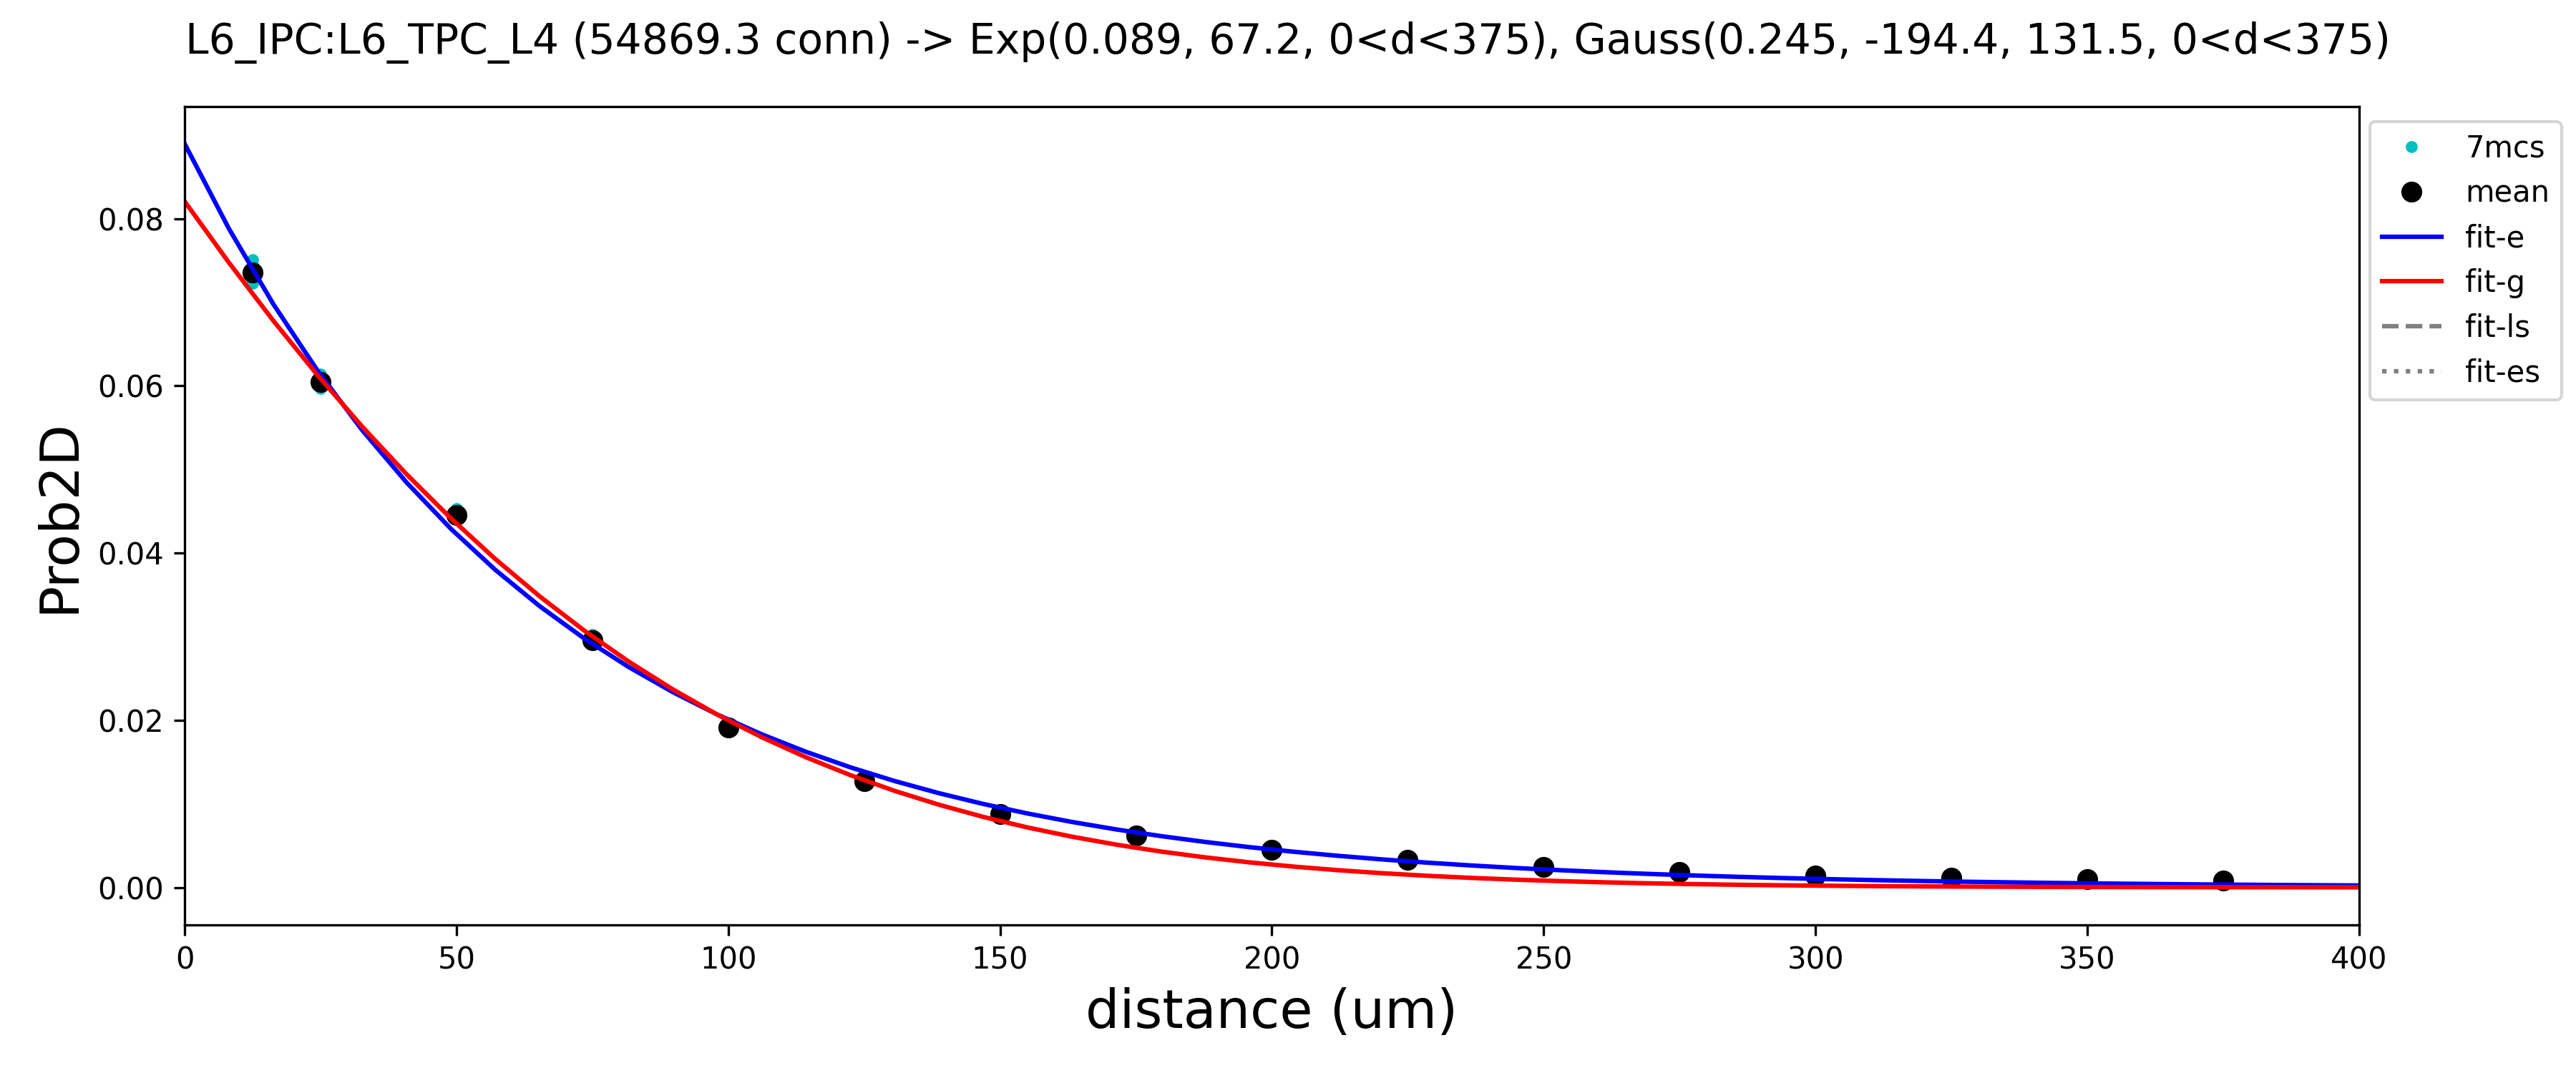 L6_IPC:L6_TPC_L4 (54869.3 conn) -> Exp(0.089, 67.2, 0<d<375), Gauss(0.245, -194.4, 131.5, 0<d<375)
7mcs
mean
fit-e
fit-g
fit-ls
fit-es
Prob2D
0.08
0.06
0.04
0.02
0.00
0 50 100 150 200 250 300 350 400
distance (um)